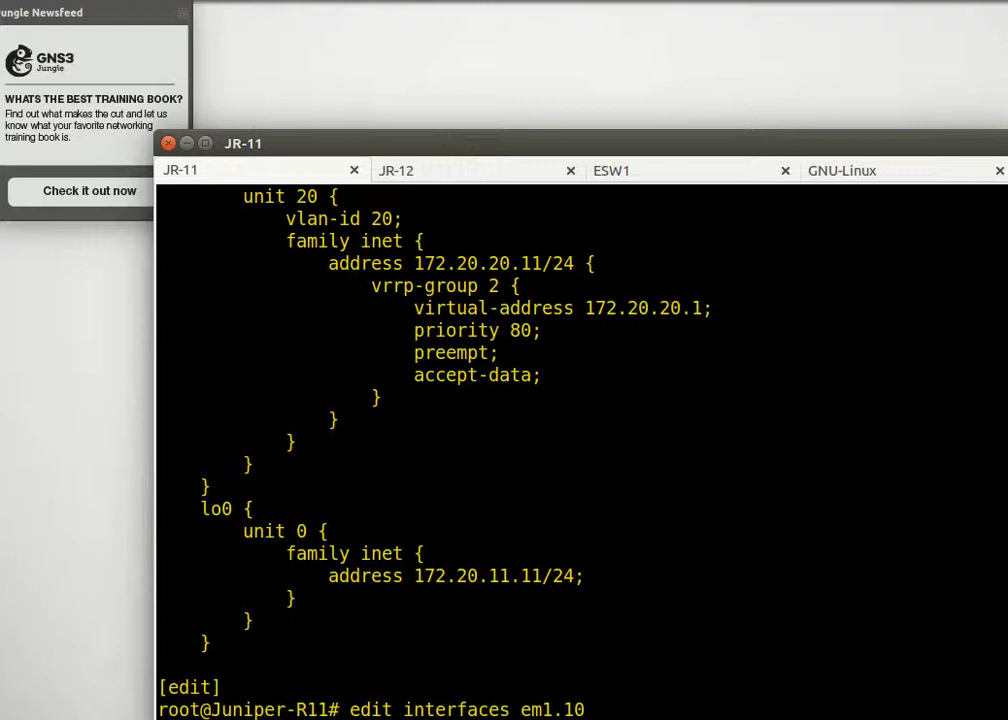 ungle Newsfeed
GNS3
Jungle
WHATS THE BEST TRAINING BOOK?
Find out what makes the cut and let us
know what your favorite networking
training book is.
Check it out now
JR-11
JR-11
JR-12
ESW1
GNU-Linux
unit 20 {
vlan-id 20;
family inet {
address 172.20.20.11/24 {
vrrp-group 2 {
virtual-address 172.20.20.1;
priority 80;
preempt;
accept-data;
}
}
}
}
}
lo0 {
unit 0 {
family inet {
address 172.20.11.11/24;
}
}
}
[edit]
root@Juniper-R11# edit interfaces em1.10